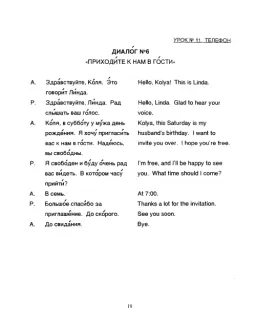 УРОК № 11. ТЕЛЕФОН
ДИАЛО́Г №6
«ПРИХОДИ́ТЕ К НАМ В ГО́СТИ»
А. Здра́вствуйте, Ко́ля. Э́то Hello, Kolya! This is Linda.
говори́т Ли́нда.
Р. Здра́вствуйте, Ли́нда. Рад Hello, Linda. Glad to hear your
слы́шать ваш го́лос. voice.
А. Ко́ля, в суббо́ту у му́жа день Kolya, this Saturday is my
рожде́ния. Я хочу́ пригласи́ть husband's birthday. I want to
вас к нам в го́сти. Наде́юсь, invite you over. I hope you're free.
вы свобо́дны.
Р. Я свобо́ден и бу́ду о́чень рад I'm free, and I'll be happy to see
вас ви́деть. В кото́ром часу́ you. What time should I come?
прийти́?
А. В семь. At 7:00.
Р. Большо́е спаси́бо за Thanks a lot for the invitation.
приглаше́ние. До ско́рого. See you soon.
А. До свида́ния. Bye.